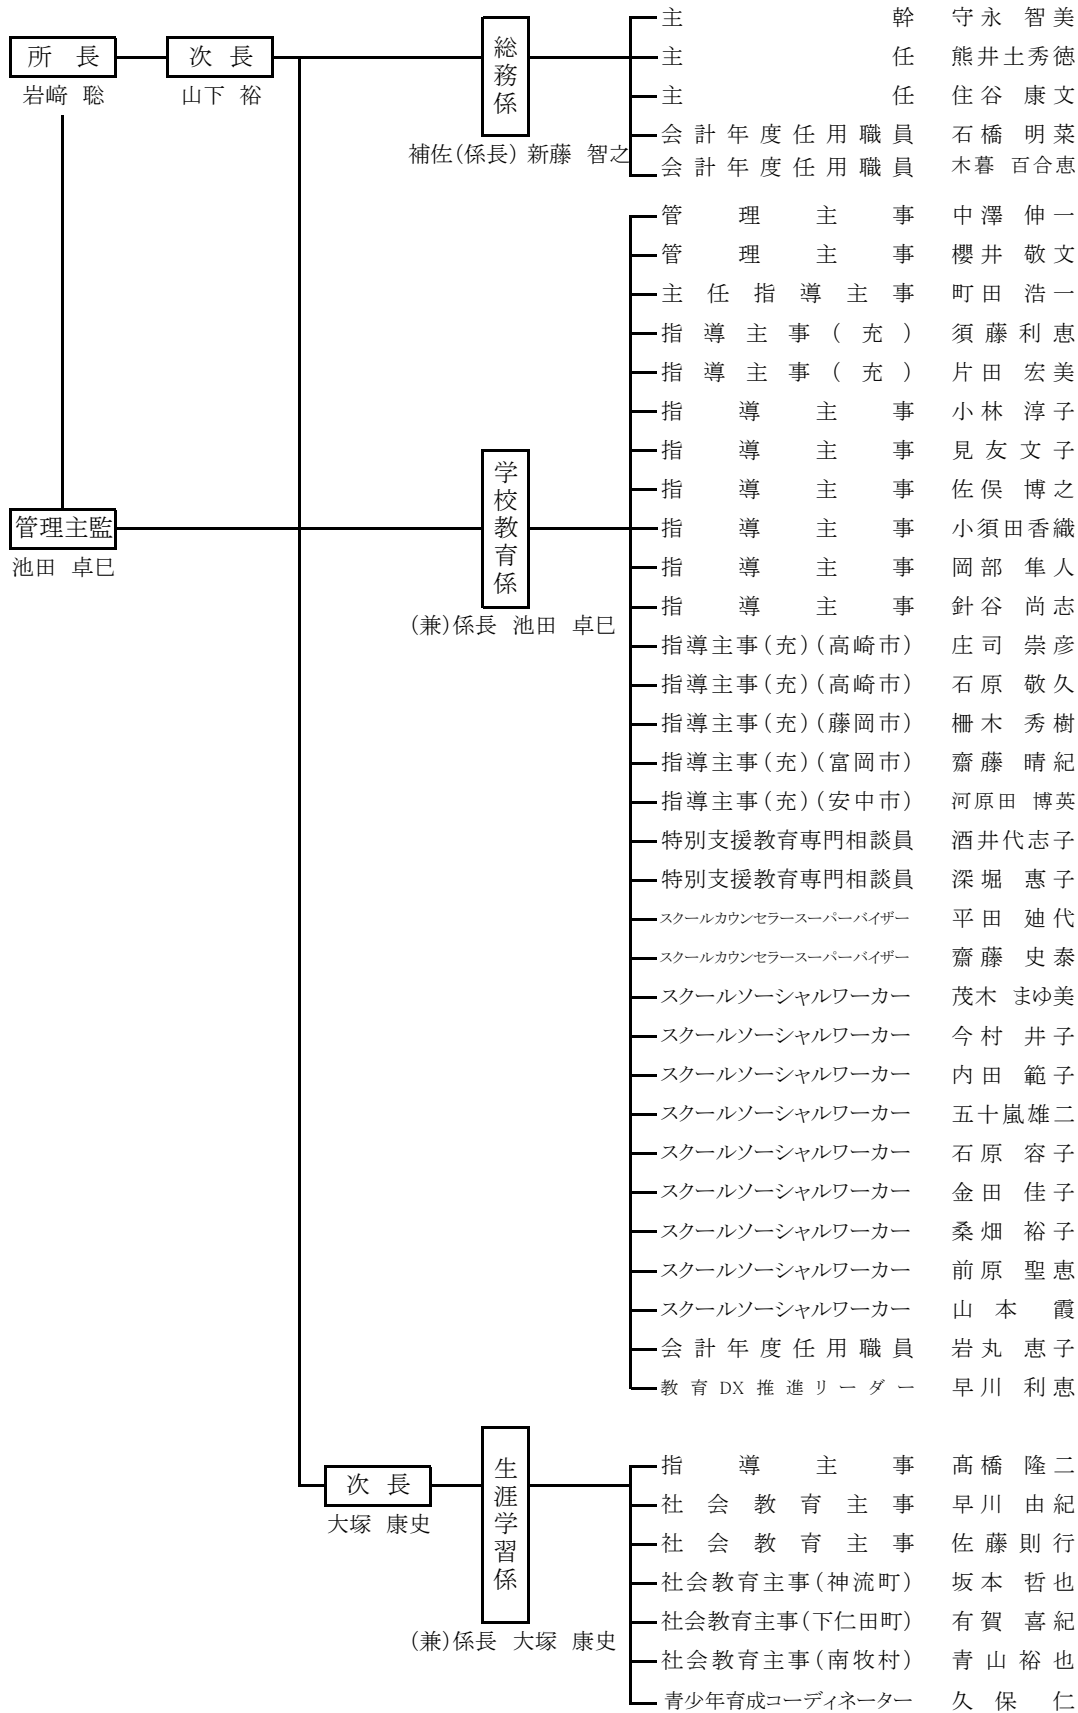 所長
岩﨑 聡
次長
山下 裕
総務係
補佐(係長) 新藤 智之
主幹 守永 智美
主任 熊井土秀徳
主任 住谷 康文
会計年度任用職員 石橋 明菜
会計年度任用職員 木暮 百合恵
管理主監
池田 卓巳
学校教育係
(兼)係長 池田 卓巳
管理主事 中澤 伸一
管理主事 櫻井 敬文
主任指導主事 町田 浩一
指導主事(充) 須藤利恵
指導主事(充) 片田 宏美
指導主事 小林 淳子
指導主事 見友文子
指導主事 佐俣 博之
指導主事 小須田香織
指導主事 岡部 隼人
指導主事 針谷 尚志
指導主事(充)(高崎市) 庄司 崇彦
指導主事(充)(高崎市) 石原 敬久
指導主事(充)(藤岡市) 柵木 秀樹
指導主事(充)(富岡市) 齋藤 晴紀
指導主事(充)(安中市) 河原田 博英
特別支援教育専門相談員 酒井代志子
特別支援教育専門相談員 深堀 惠子
スクールカウンセラースーパーバイザー 平田 廸代
スクールカウンセラースーパーバイザー 齋藤 史泰
スクールソーシャルワーカー 茂木 まゆ美
スクールソーシャルワーカー 今村 井子
スクールソーシャルワーカー 内田 範子
スクールソーシャルワーカー 五十嵐雄二
スクールソーシャルワーカー 石原 容子
スクールソーシャルワーカー 金田 佳子
スクールソーシャルワーカー 桑畑 裕子
スクールソーシャルワーカー 前原 聖恵
スクールソーシャルワーカー 山本 霞
会計年度任用職員 岩丸 恵子
教育DX推進リーダー 早川 利恵
次長
大塚 康史
生涯学習係
(兼)係長 大塚 康史
指導主事 髙橋 隆二
社会教育主事 早川 由紀
社会教育主事 佐藤則行
社会教育主事(神流町) 坂本 哲也
社会教育主事(下仁田町) 有賀 喜紀
社会教育主事(南牧村) 青山裕也
青少年育成コーディネーター 久保 仁